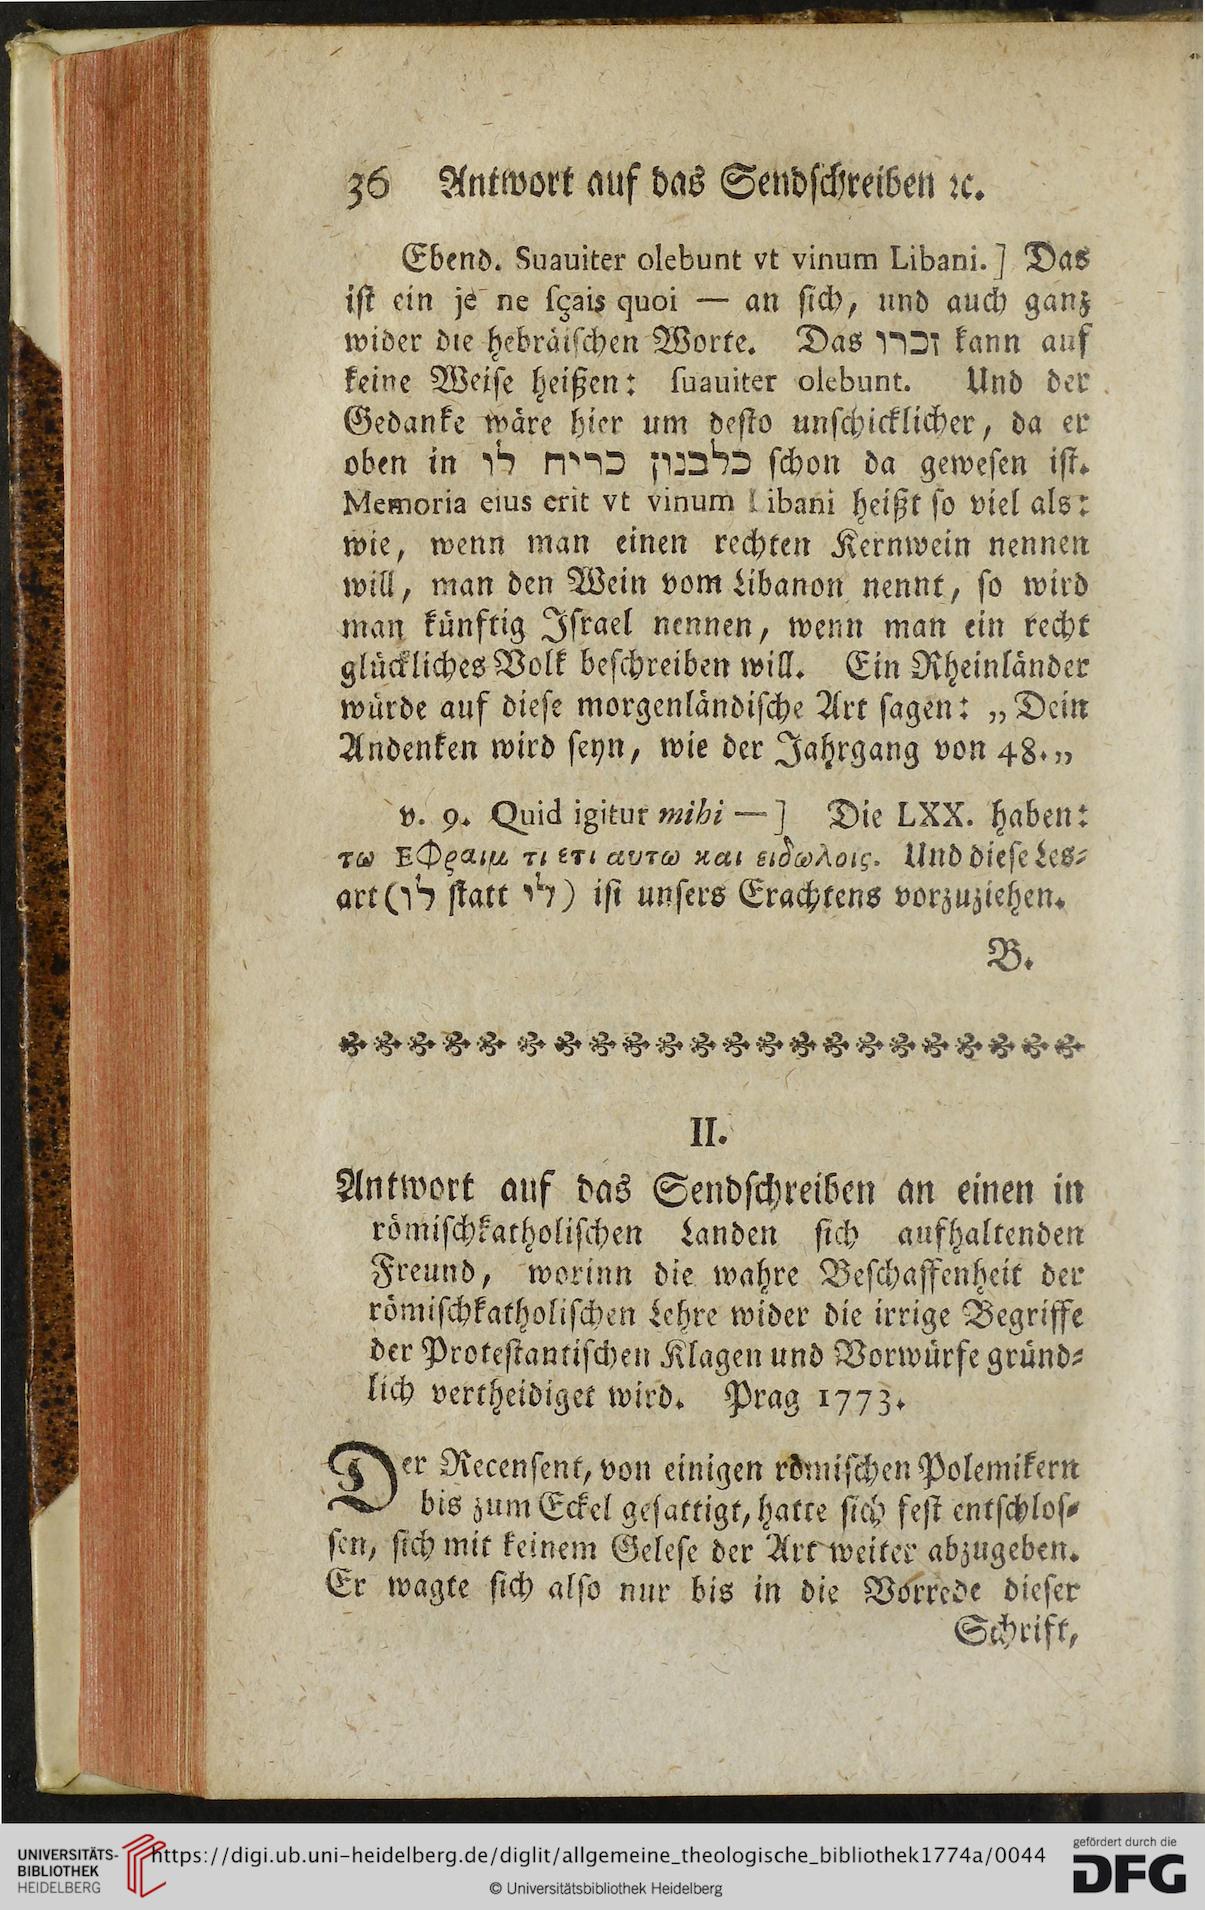 36 Antwort auf das Sendschreiben ꝛc.
Ebend. Suauiter olebunt vt vinum Libani.] Das
ist ein je ne sçais quoi — an sich, und auch ganz
wider die hebräischen Worte. Das זכרו kann auf
keine Weise heißen: suauiter olebunt. Und der
Gedanke wäre hier um desto unschicklicher, da er
oben in כלבנון כריח לו schon da gewesen ist.
Memoria eius erit vt vinum Libani heißt so viel als:
wie, wenn man einen rechten Kernwein nennen
will, man den Wein vom Libanon nennt, so wird
man künftig Israel nennen, wenn man ein recht
glückliches Volk beschreiben will. Ein Rheinländer
würde auf diese morgenländische Art sagen: „Dein
Andenken wird seyn, wie der Jahrgang von 48.„
v. 9. Quid igitur mihi —] Die LXX. haben:
τω Εφραιμ τι ετι αυτω και ειδωλοις. Und diese Les-
art (לו statt לי) ist unsers Erachtens vorzuziehen.
B.
II.
Antwort auf das Sendschreiben an einen in
römischkatholischen Landen sich aufhaltenden
Freund, worinn die wahre Beschaffenheit der
römischkatholischen Lehre wider die irrige Begriffe
der Protestantischen Klagen und Vorwürfe gründ-
lich vertheidiget wird. Prag 1773.
Der Recensent, von einigen römischen Polemikern
bis zum Eckel gesattigt, hatte sich fest entschlos-
sen, sich mit keinem Gelese der Art weiter abzugeben.
Er wagte sich also nur bis in die Vorrede dieser
Schrift,
UNIVERSITÄTS-
BIBLIOTHEK
HEIDELBERG
https://digi.ub.uni-heidelberg.de/diglit/allgemeine_theologische_bibliothek1774a/0044
© Universitätsbibliothek Heidelberg
gefördert durch die
DFG